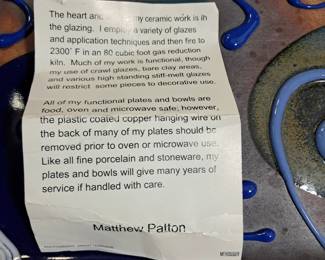 The heart and my ceramic work is in
the glazing. I employ a variety of glazes
and application techniques and then fire to
2300° F in an 80 cubic foot gas reduction
kiln. Much of my work is functional, though
my use of crawl glazes, bare clay areas,
and various high standing stiff-melt glazes
will restrict some pieces to decorative use.
All of my functional plates and bowls are
food, oven and microwave safe; however,
the plastic coated copper hanging wire on
the back of many of my plates should be
removed prior to oven or microwave use.
Like all fine porcelain and stoneware, my
plates and bowls will give many years of
service if handled with care.
Matthew Patton